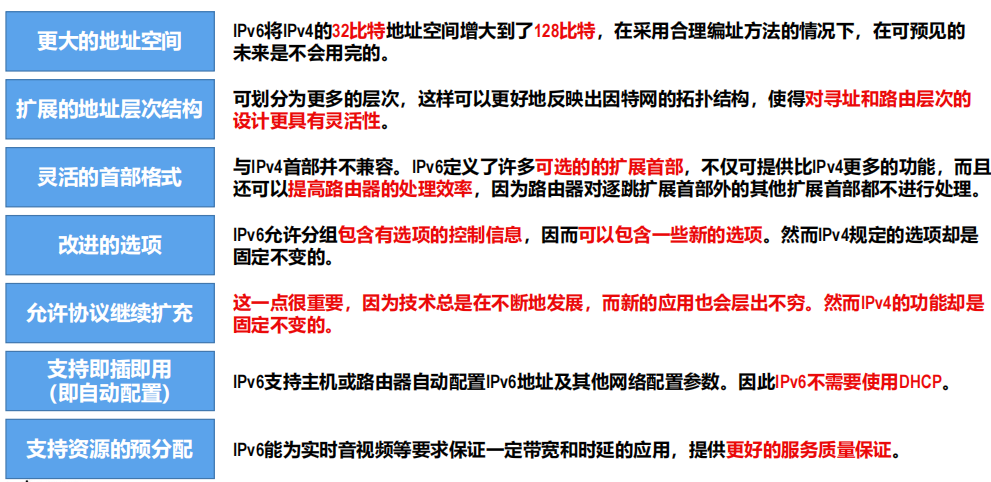 更大的地址空间
IPv6将IPv4的32比特地址空间增大到了128比特，在采用合理编址方法的情况下，在可预见的
未来是不会用完的。
扩展的地址层次结构
可划分为更多的层次，这样可以更好地反映出因特网的拓扑结构，使得对寻址和路由层次的
设计更具有灵活性。
灵活的首部格式
与IPv4首部并不兼容。IPv6定义了许多可选的的扩展首部，不仅可提供比IPv4更多的功能，而且
还可以提高路由器的处理效率，因为路由器对逐跳扩展首部外的其他扩展首部都不进行处理。
改进的选项
IPv6允许分组包含有选项的控制信息，因而可以包含一些新的选项。然而IPv4规定的选项却是
固定不变的。
允许协议继续扩充
这一点很重要，因为技术总是在不断地发展，而新的应用也会层出不穷。然而IPv4的功能却是
固定不变的。
支持即插即用
（即自动配置）
IPv6支持主机或路由器自动配置IPv6地址及其他网络配置参数。因此IPv6不需要使用DHCP。
支持资源的预分配
IPv6能为实时音视频等要求保证一定带宽和时延的应用，提供更好的服务质量保证。